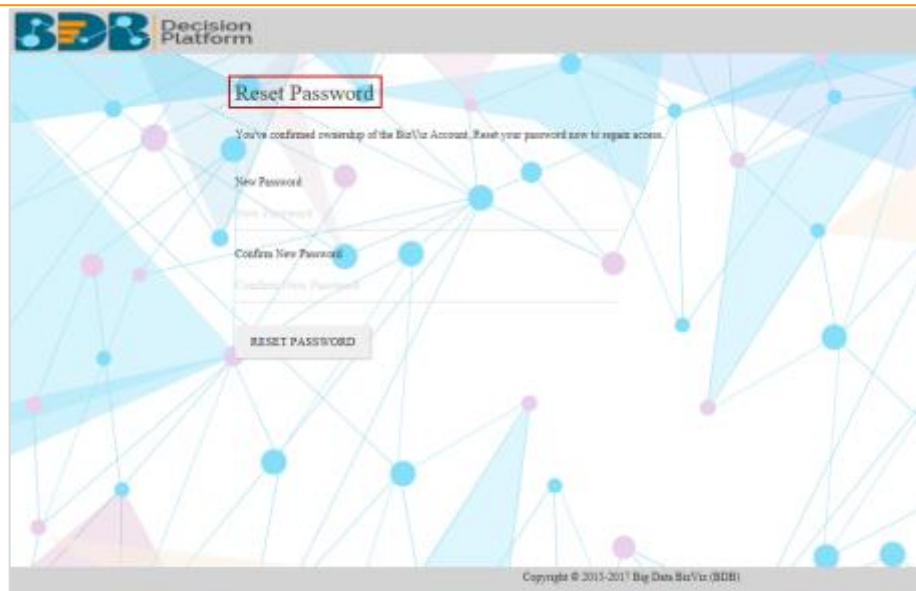 BDB Decision
Platform
Reset Password
You've confirmed ownership of the BizViz Account, Reset your password now to regain access.
New Password
New Password
Confirm New Password
Confirm New Password
RESET PASSWORD
Copyright © 2015-2017 Big Data BizViz (BDB)